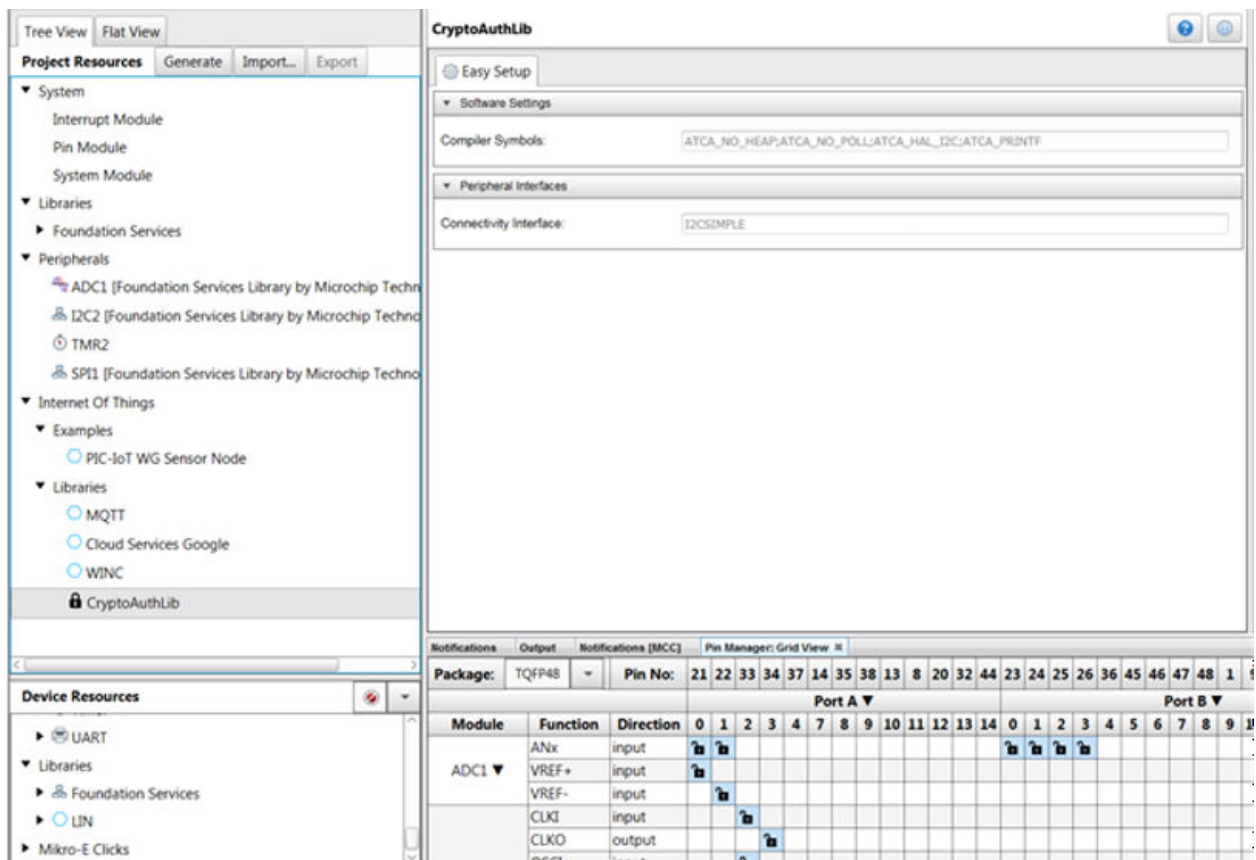 Tree View Flat View
Project Resources Generate Import... Export
System
Interrupt Module
Pin Module
System Module
Libraries
Foundation Services
Peripherals
ADC1 [Foundation Services Library by Microchip Techn
I2C2 [Foundation Services Library by Microchip Techno
TMR2
SPI1 [Foundation Services Library by Microchip Techno
Internet Of Things
Examples
PIC-IoT WG Sensor Node
Libraries
MQTT
Cloud Services Google
WINC
CryptoAuthLib
Device Resources
UART
Libraries
Foundation Services
LIN
Mikro-E Clicks
CryptoAuthLib
Easy Setup
Software Settings
Compiler Symbols: ATCA_NO_HEAP;ATCA_NO_POLL;ATCA_HAL_I2C;ATCA_PRINTF
Peripheral Interfaces
Connectivity Interface: I2CSIMPLE
Notifications Output Notifications [MCC] Pin Manager: Grid View
Package: TQFP48 Pin No: 21 22 33 34 37 14 35 38 13 8 20 32 44 23 24 25 26 36 45 46 47 48 1
Port A ▼ Port B ▼
Module Function Direction 0 1 2 3 4 7 8 9 10 11 12 13 14 0 1 2 3 4 5 6 7 8 9
ANx input
ADC1 ▼ VREF+ input
VREF- input
CLKI input
CLKO output